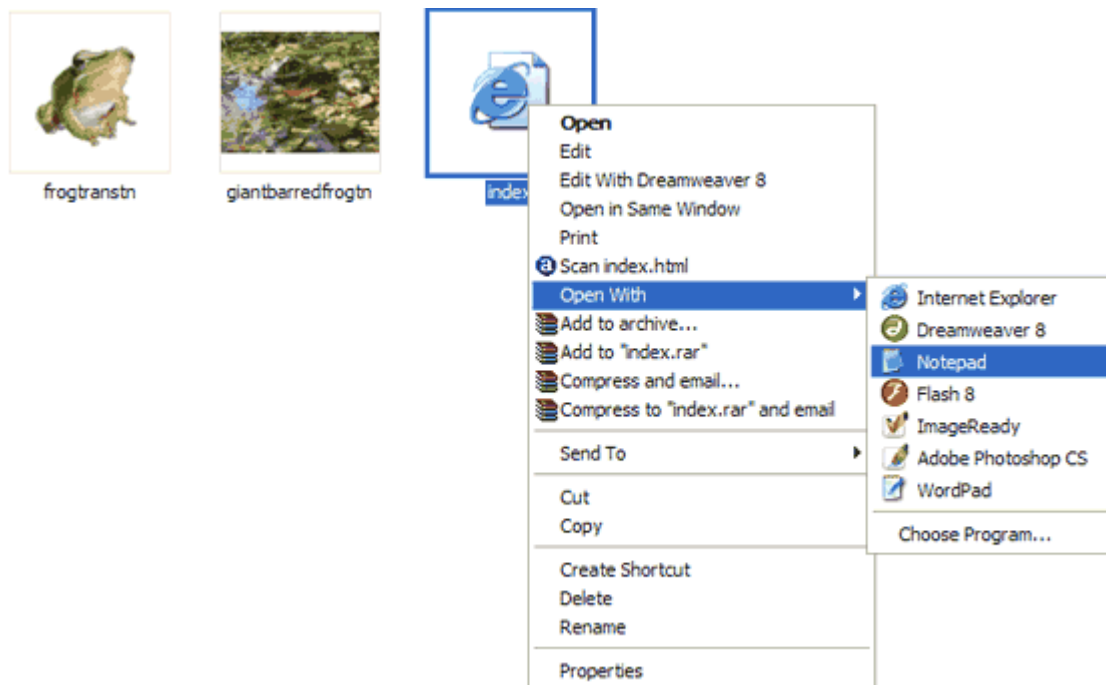 frogtranstn
giantbarredfrogtn
index
Open
Edit
Edit With Dreamweaver 8
Open in Same Window
Print
Scan index.html
Open With
Add to archive...
Add to "index.rar"
Compress and email...
Compress to "index.rar" and email
Send To
Cut
Copy
Create Shortcut
Delete
Rename
Properties
Internet Explorer
Dreamweaver 8
Notepad
Flash 8
ImageReady
Adobe Photoshop CS
WordPad
Choose Program...